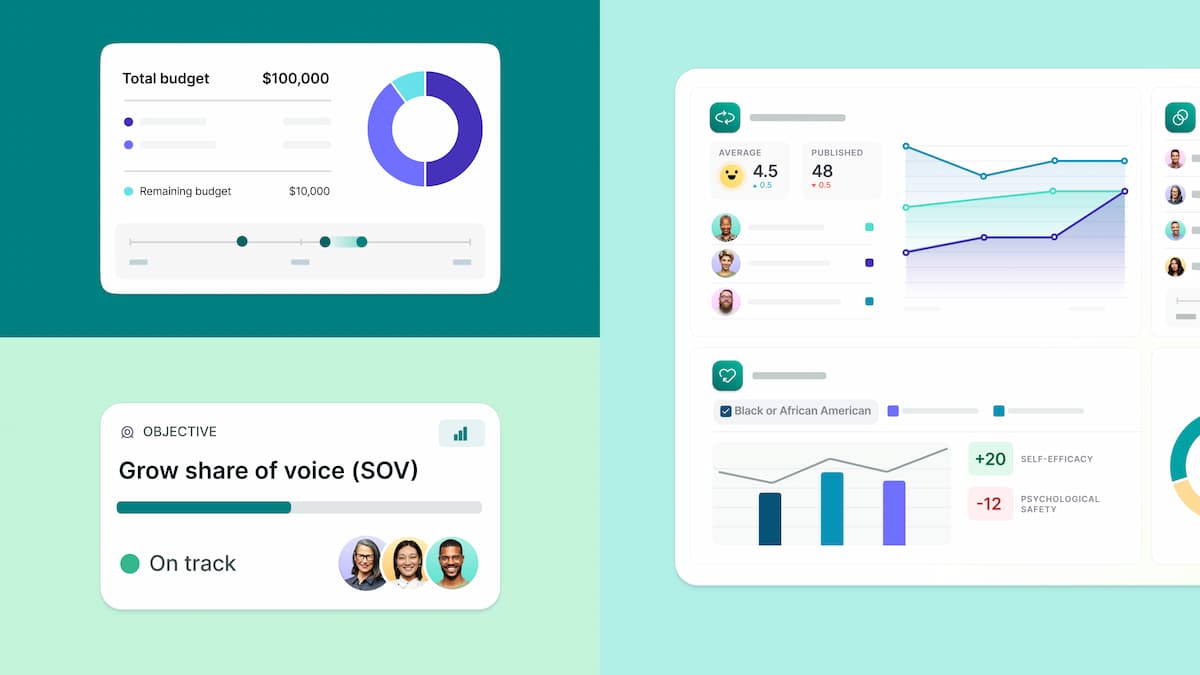 Total budget $100,000
Remaining budget $10,000
OBJECTIVE
Grow share of voice (SOV)
On track
AVERAGE
4.5
▲ 0.5
PUBLISHED
48
▼ 0.5
Black or African American
+20 SELF-EFFICACY
-12 PSYCHOLOGICAL
SAFETY